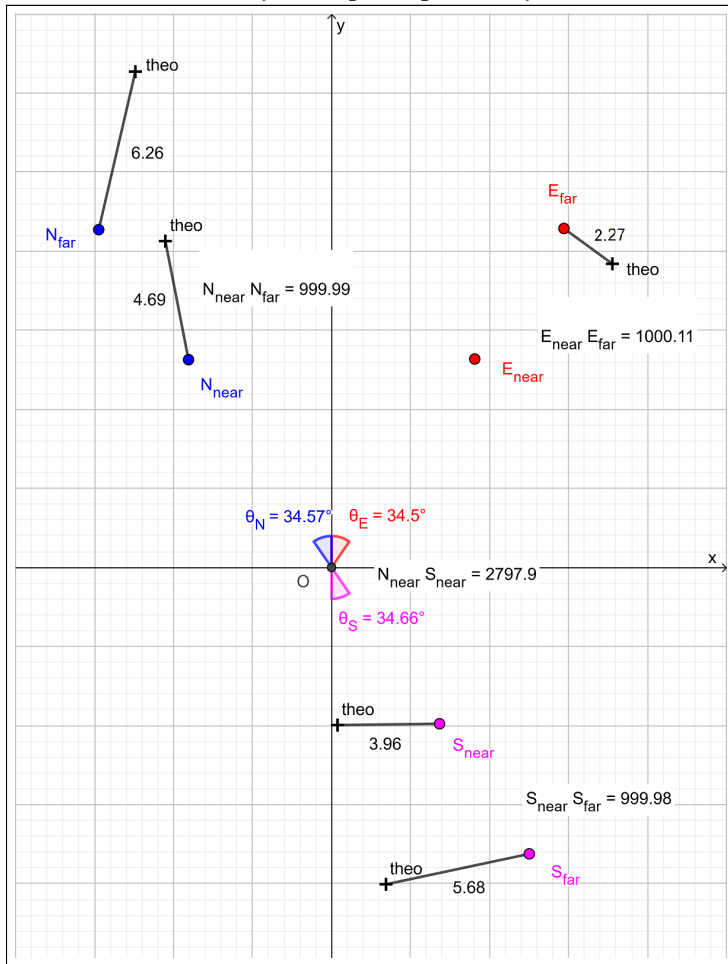 y
theo
6.26
E_far
N_far
theo
2.27
theo
4.69
N_near N_far = 999.99
E_near E_far = 1000.11
E_near
N_near
θ_N = 34.57°
θ_E = 34.5°
x
O
N_near S_near = 2797.9
θ_S = 34.66°
theo
3.96
S_near
S_near S_far = 999.98
theo
5.68
S_far